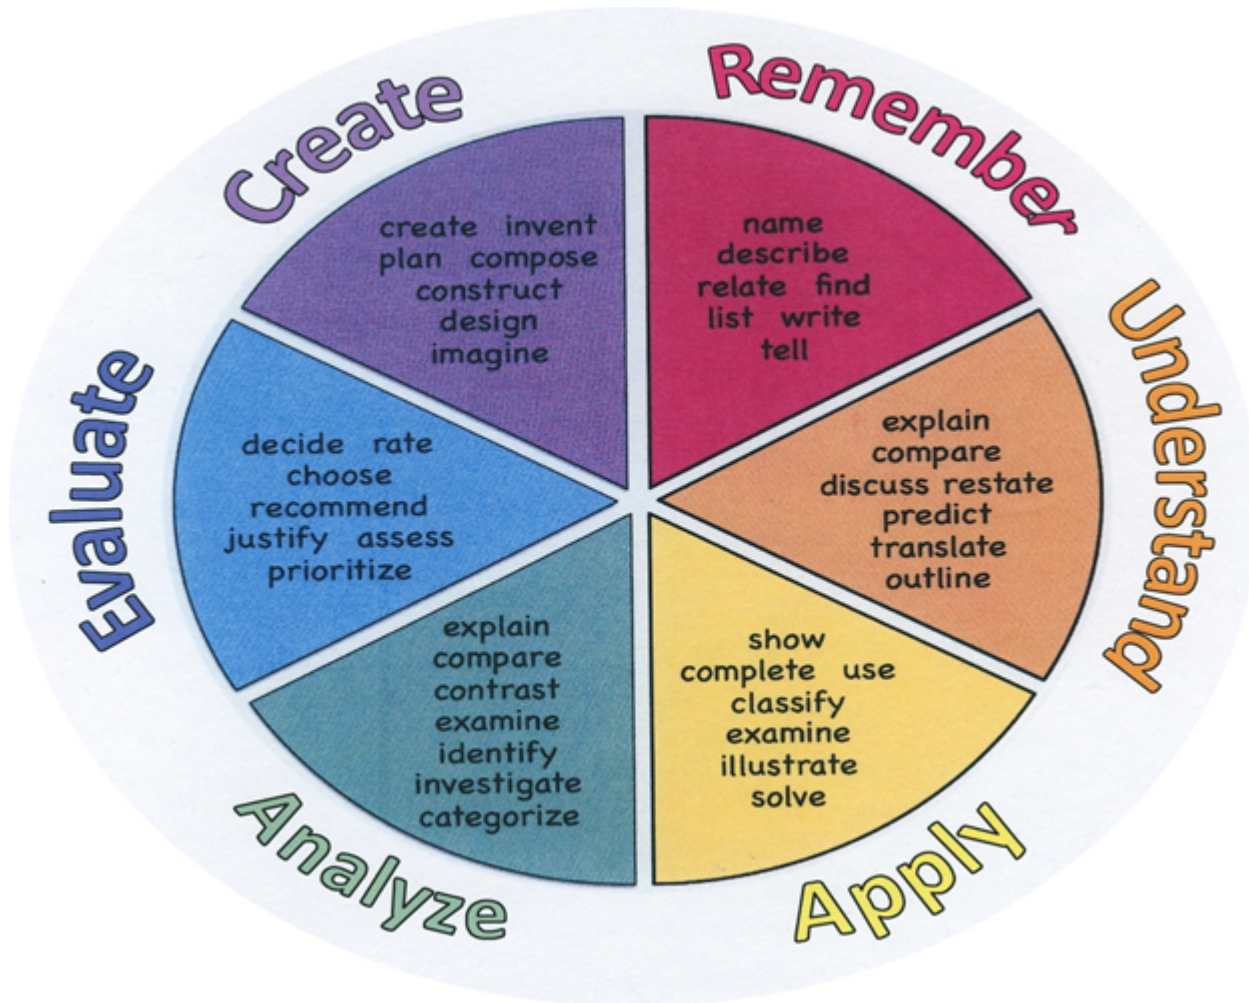 Remember
name
describe
relate find
list write
tell
Understand
explain
compare
discuss restate
predict
translate
outline
Apply
show
complete use
classify
examine
illustrate
solve
Analyze
explain
compare
contrast
examine
identify
investigate
categorize
Evaluate
decide rate
choose
recommend
justify assess
prioritize
Create
create invent
plan compose
construct
design
imagine